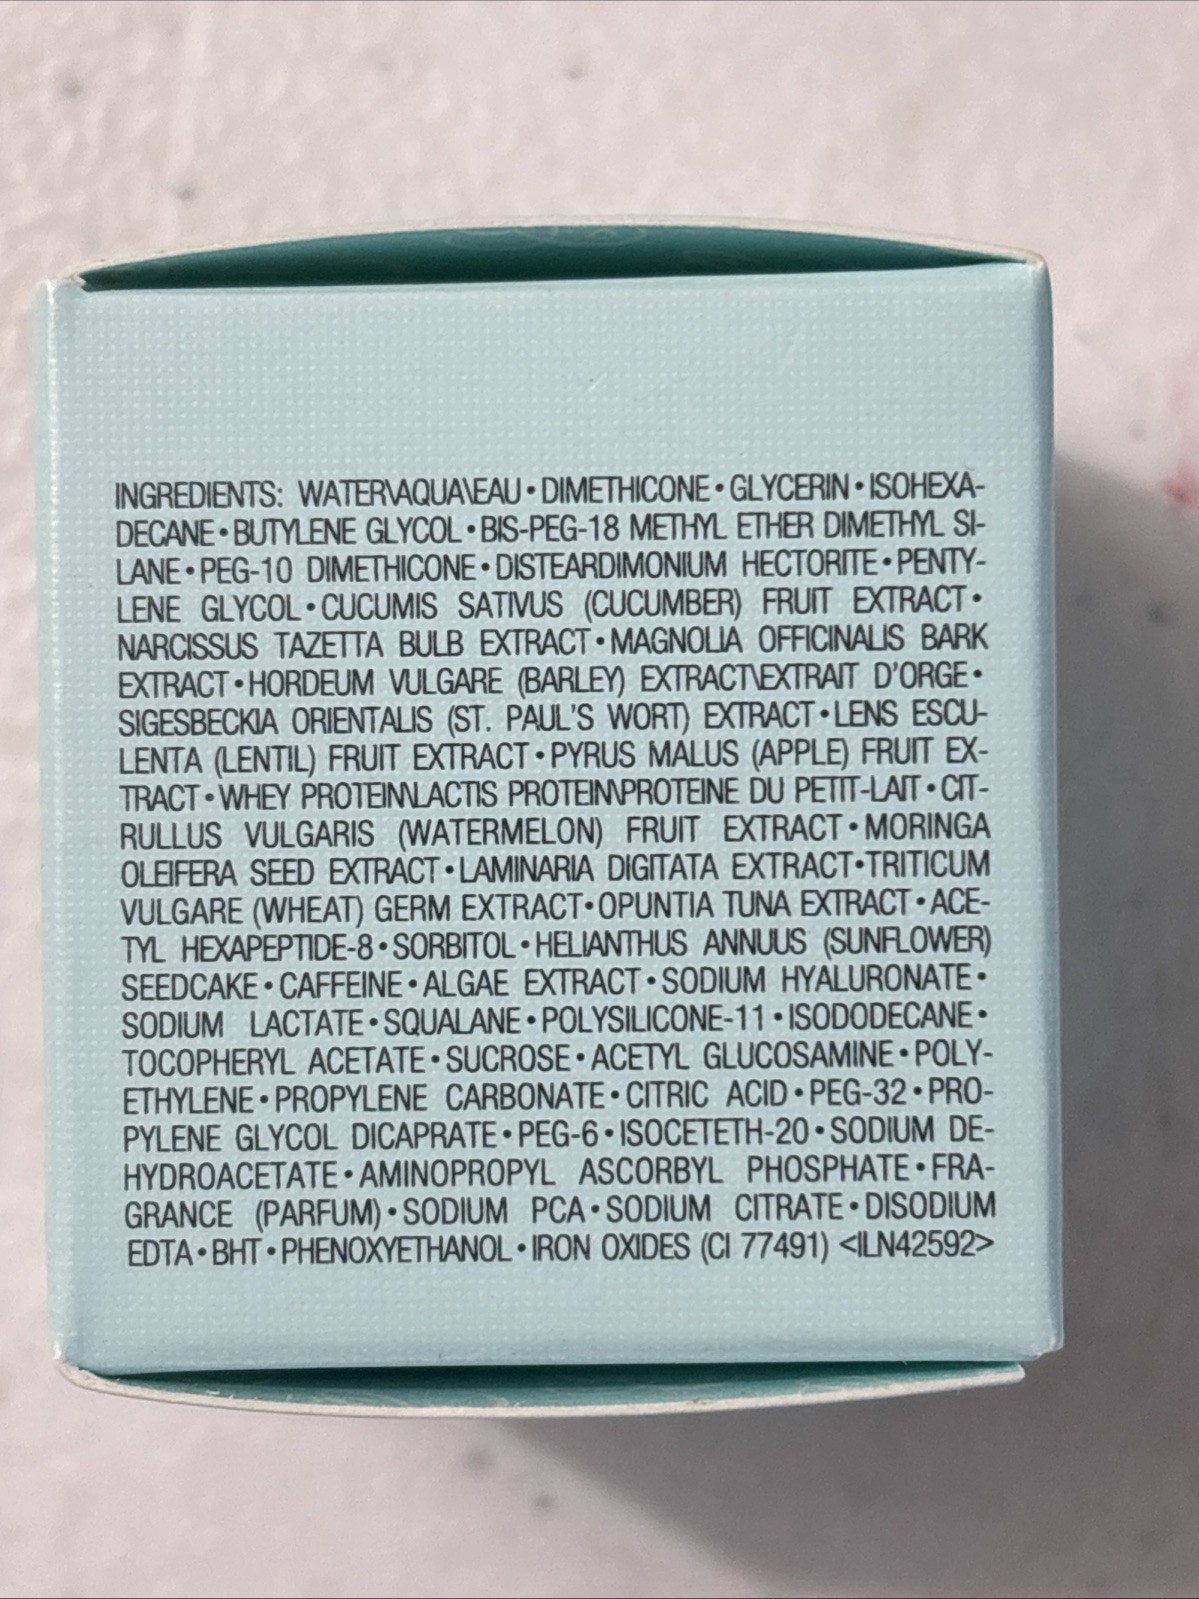 INGREDIENTS: WATER\AQUA\EAU • DIMETHICONE • GLYCERIN • ISOHEXA-
DECANE • BUTYLENE GLYCOL • BIS-PEG-18 METHYL ETHER DIMETHYL SI-
LANE • PEG-10 DIMETHICONE • DISTEARDIMONIUM HECTORITE • PENTY-
LENE GLYCOL • CUCUMIS SATIVUS (CUCUMBER) FRUIT EXTRACT •
NARCISSUS TAZETTA BULB EXTRACT • MAGNOLIA OFFICINALIS BARK
EXTRACT • HORDEUM VULGARE (BARLEY) EXTRACT\EXTRAIT D'ORGE •
SIGESBECKIA ORIENTALIS (ST. PAUL'S WORT) EXTRACT • LENS ESCU-
LENTA (LENTIL) FRUIT EXTRACT • PYRUS MALUS (APPLE) FRUIT EX-
TRACT • WHEY PROTEIN\LACTIS PROTEIN\PROTEINE DU PETIT-LAIT • CIT-
RULLUS VULGARIS (WATERMELON) FRUIT EXTRACT • MORINGA
OLEIFERA SEED EXTRACT • LAMINARIA DIGITATA EXTRACT • TRITICUM
VULGARE (WHEAT) GERM EXTRACT • OPUNTIA TUNA EXTRACT • ACE-
TYL HEXAPEPTIDE-8 • SORBITOL • HELIANTHUS ANNUUS (SUNFLOWER)
SEEDCAKE • CAFFEINE • ALGAE EXTRACT • SODIUM HYALURONATE •
SODIUM LACTATE • SQUALANE • POLYSILICONE-11 • ISODODECANE •
TOCOPHERYL ACETATE • SUCROSE • ACETYL GLUCOSAMINE • POLY-
ETHYLENE • PROPYLENE CARBONATE • CITRIC ACID • PEG-32 • PRO-
PYLENE GLYCOL DICAPRATE • PEG-6 • ISOCETETH-20 • SODIUM DE-
HYDROACETATE • AMINOPROPYL ASCORBYL PHOSPHATE • FRA-
GRANCE (PARFUM) • SODIUM PCA • SODIUM CITRATE • DISODIUM
EDTA • BHT • PHENOXYETHANOL • IRON OXIDES (CI 77491) <ILN42592>